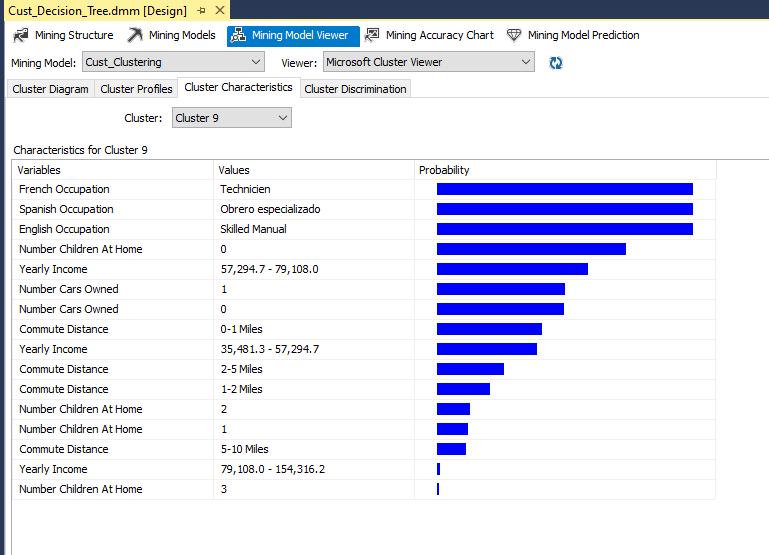 Cust_Decision_Tree.dmm [Design]
Mining Structure Mining Models Mining Model Viewer Mining Accuracy Chart Mining Model Prediction
Mining Model: Cust_Clustering Viewer: Microsoft Cluster Viewer
Cluster Diagram Cluster Profiles Cluster Characteristics Cluster Discrimination
Cluster: Cluster 9
Characteristics for Cluster 9
Variables Values Probability
French Occupation Technicien
Spanish Occupation Obrero especializado
English Occupation Skilled Manual
Number Children At Home 0
Yearly Income 57,294.7 - 79,108.0
Number Cars Owned 1
Number Cars Owned 0
Commute Distance 0-1 Miles
Yearly Income 35,481.3 - 57,294.7
Commute Distance 2-5 Miles
Commute Distance 1-2 Miles
Number Children At Home 2
Number Children At Home 1
Commute Distance 5-10 Miles
Yearly Income 79,108.0 - 154,316.2
Number Children At Home 3